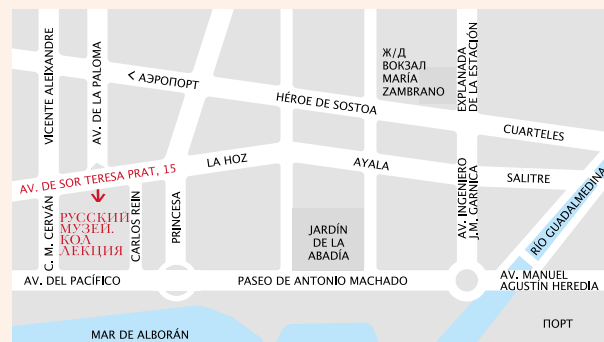 VICENTE ALEIXANDRE
AV. DE LA PALOMA
< АЭРОПОРТ
HÉROE DE SOSTOA
Ж/Д
ВОКЗАЛ
MARÍA
ZAMBRANO
EXPLANADA
DE LA ESTACIÓN
CUARTELES
AV. DE SOR TERESA PRAT, 15
LA HOZ
AYALA
SALITRE
C. M. CERVÁN
РУССКИЙ
МУЗЕЙ.
КОЛ
ЛЕКЦИЯ
CARLOS REIN
PRINCESA
JARDÍN
DE LA
ABADÍA
AV. INGENIERO
J.M. GARNICA
RÍO GUADALMEDINA
AV. DEL PACÍFICO
PASEO DE ANTONIO MACHADO
AV. MANUEL
AGUSTÍN HEREDIA
MAR DE ALBORÁN
ПОРТ